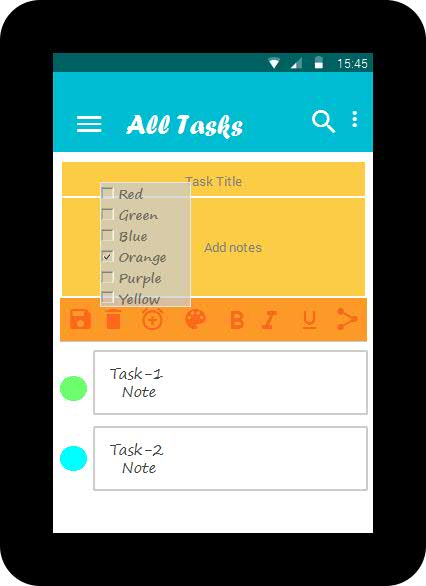 15:45
All Tasks
Task Title
Red
Green
Blue
Orange
Purple
Yellow
Add notes
B I U
Task-1
Note
Task-2
Note